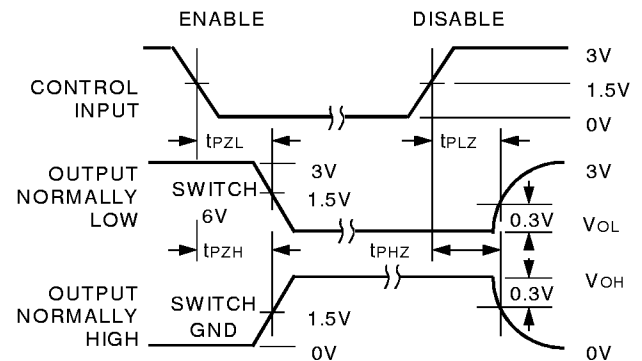 ENABLE DISABLE
3V
CONTROL
INPUT
1.5V
0V
tPZL tPLZ
OUTPUT
NORMALLY
LOW
SWITCH
6V
3V
1.5V
3V
0.3V
VOL
tPZH tPHZ
OUTPUT
NORMALLY
HIGH
SWITCH
GND
1.5V
0V
VOH
0.3V
0V